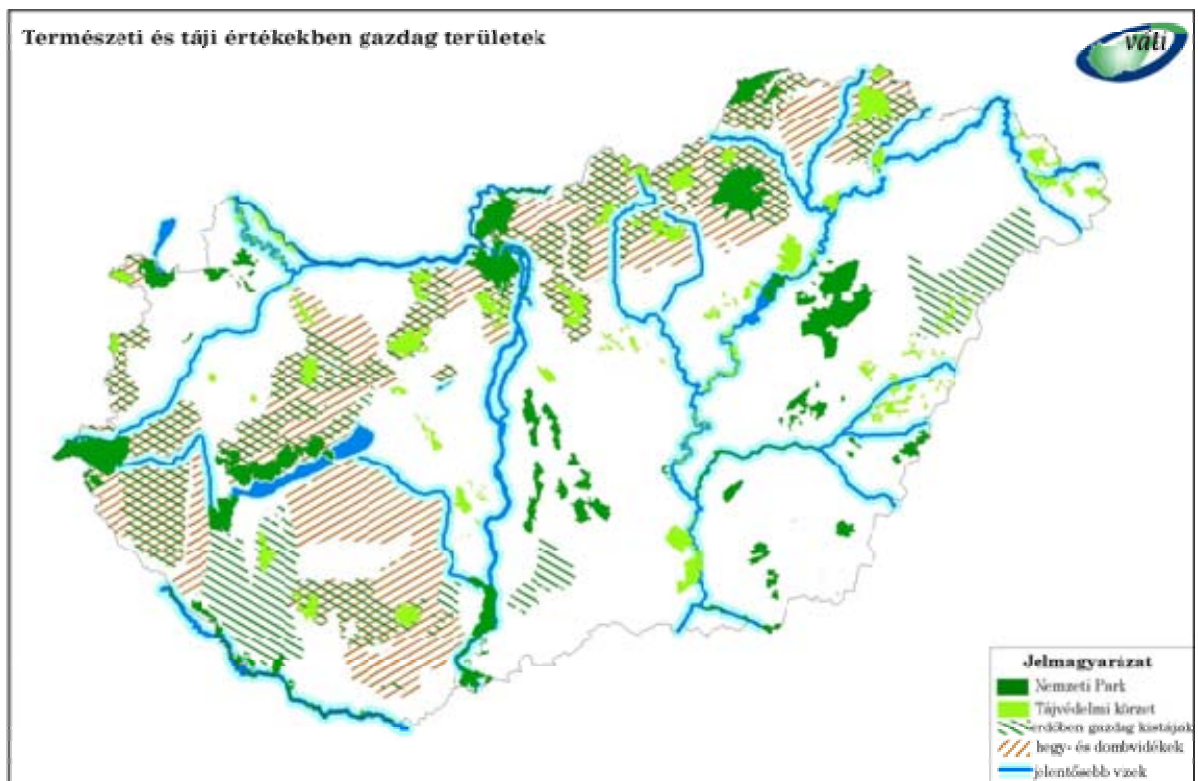 Természeti és táji értékekben gazdag területek
váti
Jelmagyarázat
Nemzeti Park
Tájvédelmi körzet
erdőben gazdag kistájak
hegy- és dombvidékek
jelentősebb vizek